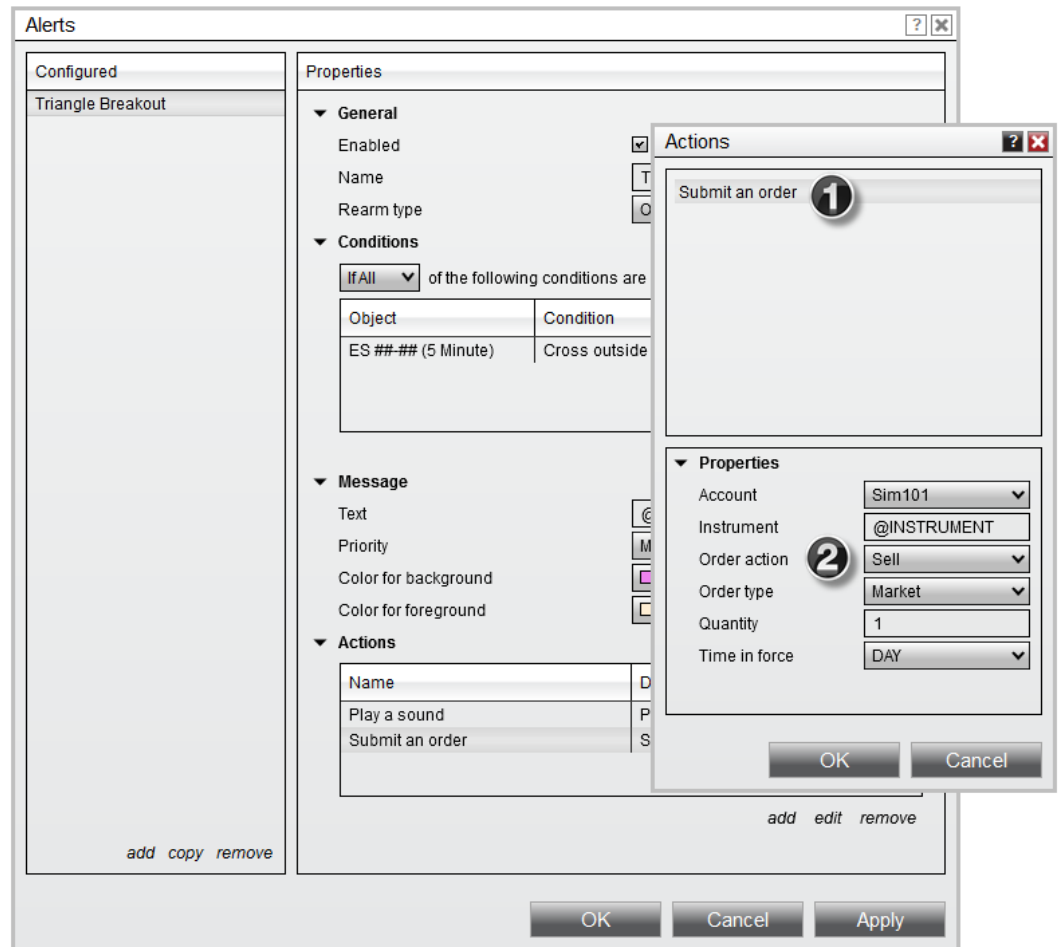 Alerts
?
Configured
Triangle Breakout
add copy remove
Properties
General
Enabled
Name T
Rearm type O
Conditions
If All of the following conditions are
Object Condition
ES ##-## (5 Minute) Cross outside
Message
Text @
Priority M
Color for background
Color for foreground
Actions
Name D
Play a sound P
Submit an order S
add edit remove
OK Cancel Apply
Actions
?
Submit an order 1
Properties
Account Sim101
Instrument @INSTRUMENT
Order action 2 Sell
Order type Market
Quantity 1
Time in force DAY
OK Cancel